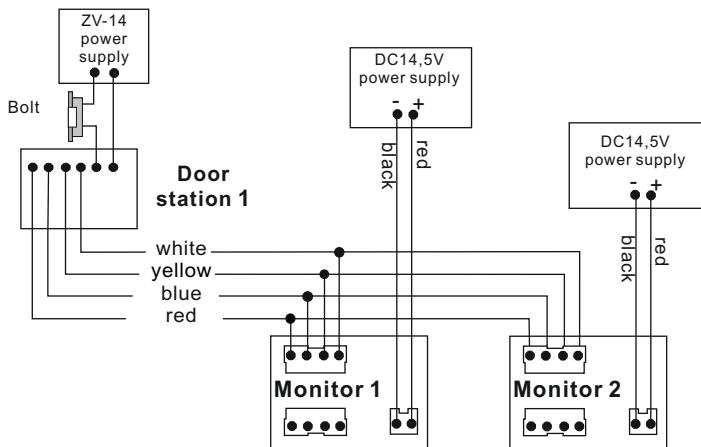 ZV-14
power
supply
Bolt
Door
station 1
DC14,5V
power supply
- +
black
red
DC14,5V
power supply
- +
black
red
white
yellow
blue
red
Monitor 1
Monitor 2